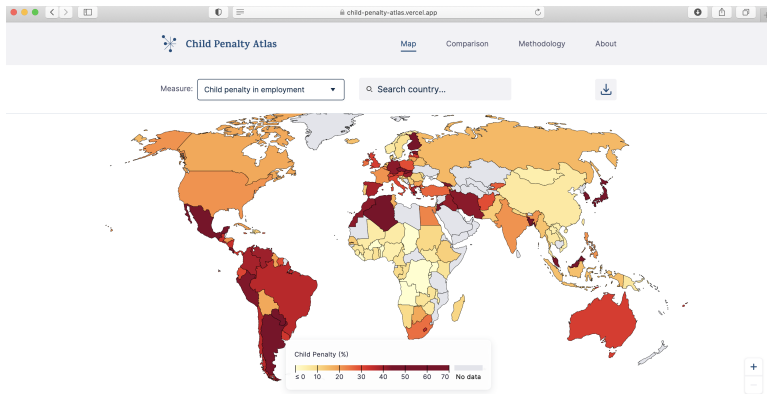 child-penalty-atlas.vercel.app
Child Penalty Atlas
Map Comparison Methodology About
Measure: Child penalty in employment Search country...
Child Penalty (%)
≤ 0 10 20 30 40 50 60 70 No data
+
−